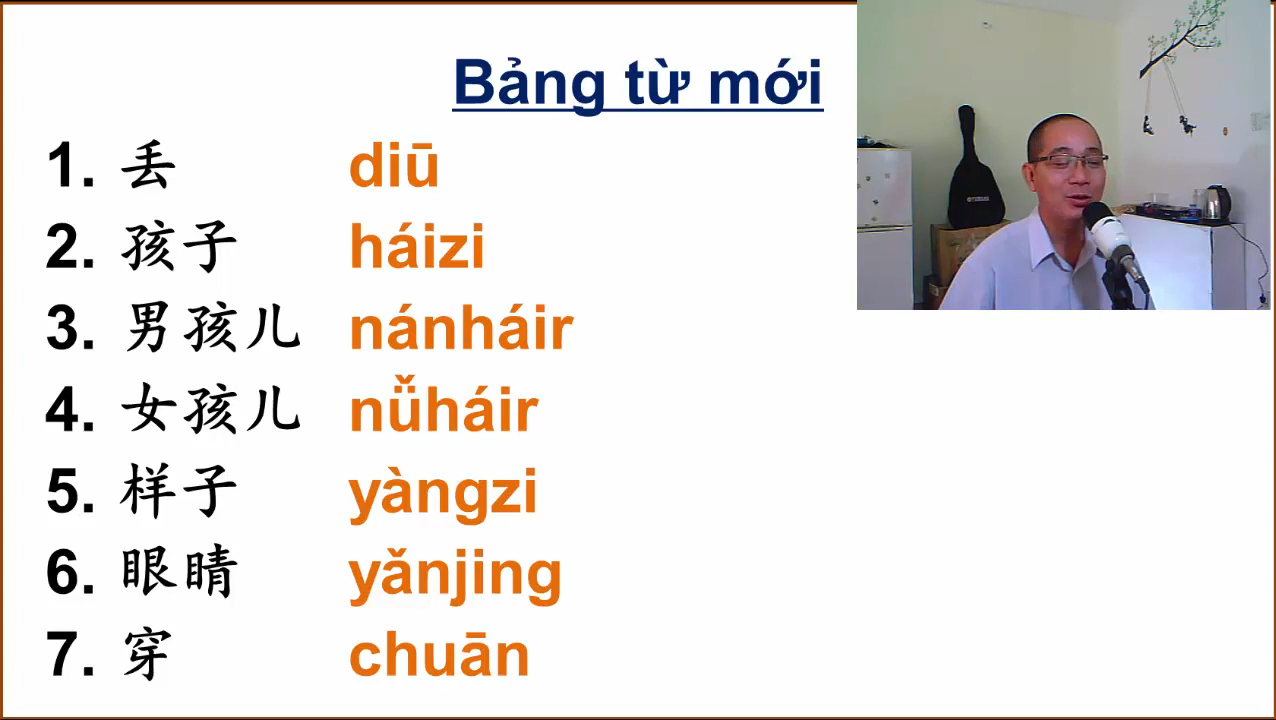 Bảng từ mới
1. 丢 diū
2. 孩子 háizi
3. 男孩儿 nánháir
4. 女孩儿 nǚháir
5. 样子 yàngzi
6. 眼睛 yǎnjing
7. 穿 chuān